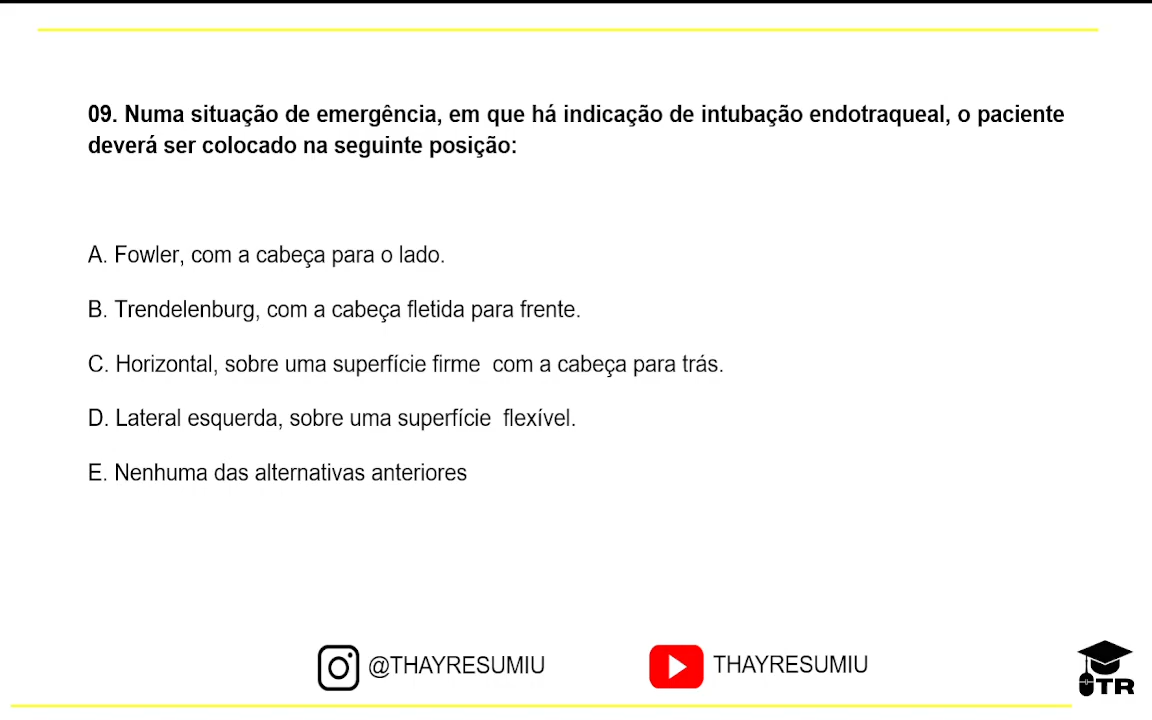 09. Numa situação de emergência, em que há indicação de intubação endotraqueal, o paciente
deverá ser colocado na seguinte posição:
A. Fowler, com a cabeça para o lado.
B. Trendelenburg, com a cabeça fletida para frente.
C. Horizontal, sobre uma superfície firme  com a cabeça para trás.
D. Lateral esquerda, sobre uma superfície  flexível.
E. Nenhuma das alternativas anteriores
@THAYRESUMIU
THAYRESUMIU
TR